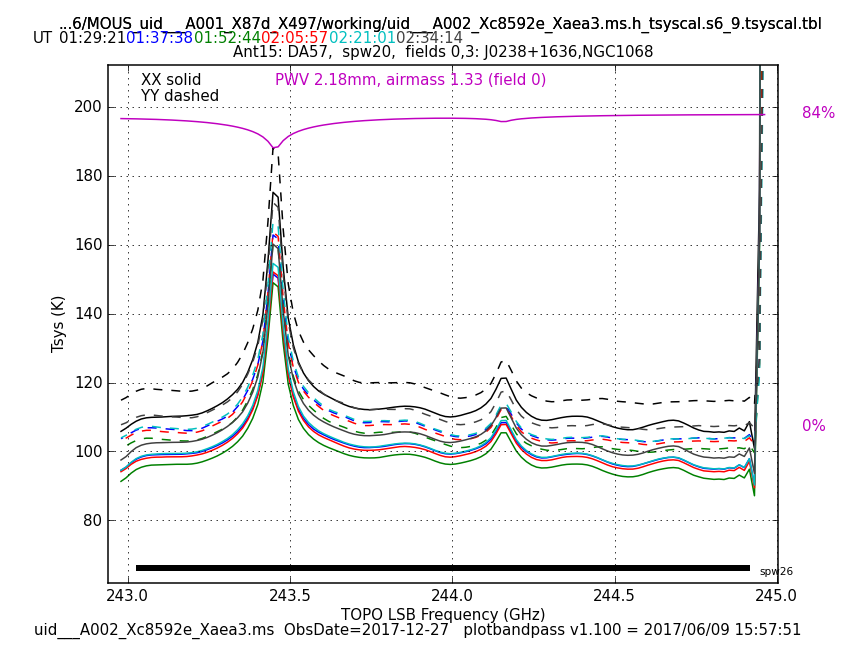 ...6/MOUS_uid___A001_X87d_X497/working/uid___A002_Xc8592e_Xaea3.ms.h_tsyscal.s6_9.tsyscal.tbl
UT 01:29:21 01:37:38 01:52:44 02:05:57 02:21:01 02:34:14
Ant15: DA57, spw20, fields 0,3: J0238+1636,NGC1068
XX solid
PWV 2.18mm, airmass 1.33 (field 0)
YY dashed
200
84%
180
160
140
Tsys (K)
120
100
0%
80
spw26
243.0 243.5 244.0 244.5 245.0
TOPO LSB Frequency (GHz)
uid___A002_Xc8592e_Xaea3.ms ObsDate=2017-12-27 plotbandpass v1.100 = 2017/06/09 15:57:51